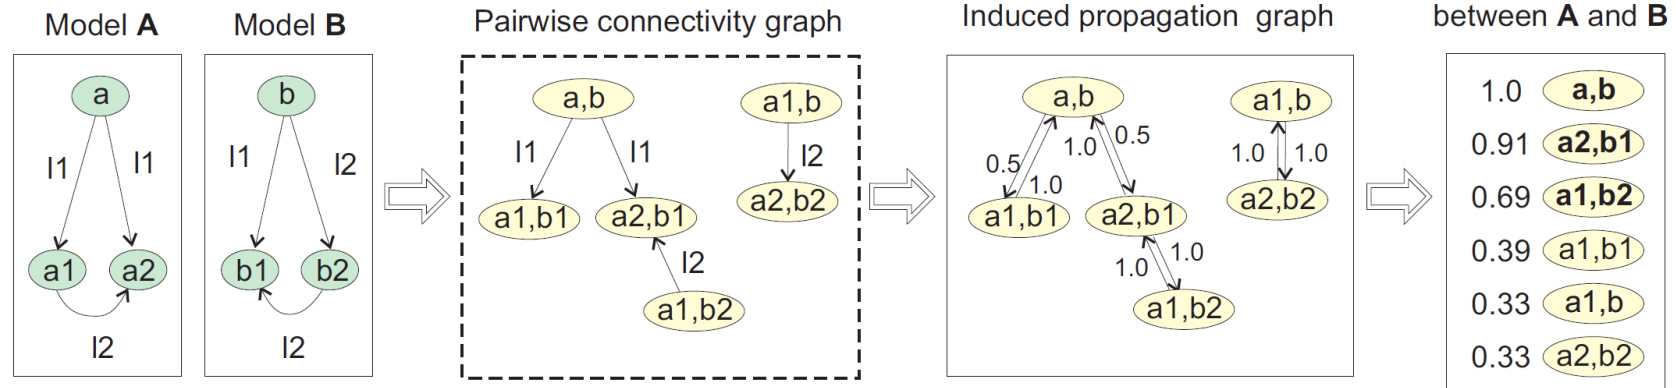 Model A
a
l1
l1
a1
a2
l2
Model B
b
l1
l2
b1
b2
l2
Pairwise connectivity graph
a,b
a1,b
l1
l1
l2
a1,b1
a2,b1
a2,b2
l2
a1,b2
Induced propagation graph
a,b
a1,b
0.5
1.0
1.0
0.5
1.0
1.0
a1,b1
a2,b1
a2,b2
1.0
1.0
a1,b2
between A and B
1.0 a,b
0.91 a2,b1
0.69 a1,b2
0.39 a1,b1
0.33 a1,b
0.33 a2,b2